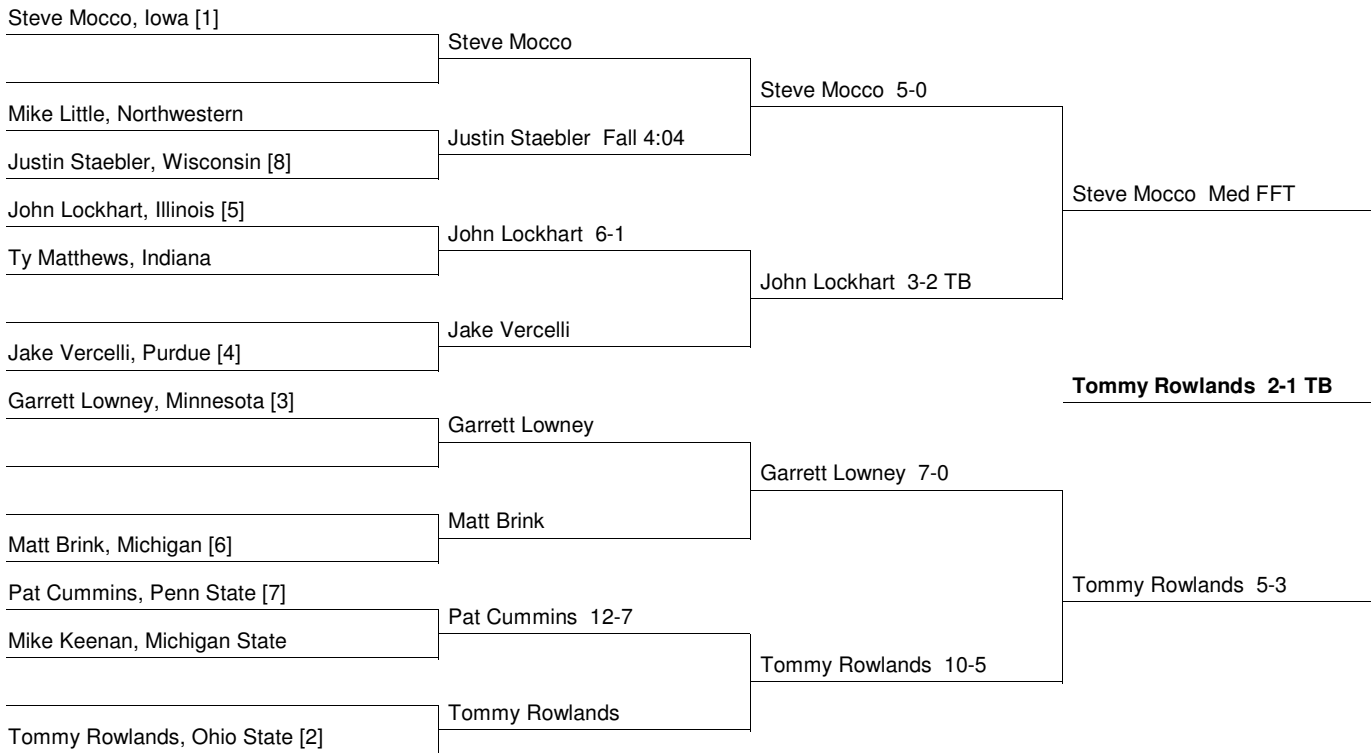 Steve Mocco, Iowa [1]
Mike Little, Northwestern
Justin Staebler, Wisconsin [8]
John Lockhart, Illinois [5]
Ty Matthews, Indiana
Jake Vercelli, Purdue [4]
Garrett Lowney, Minnesota [3]
Matt Brink, Michigan [6]
Pat Cummins, Penn State [7]
Mike Keenan, Michigan State
Tommy Rowlands, Ohio State [2]
Steve Mocco
Justin Staebler Fall 4:04
John Lockhart 6-1
Jake Vercelli
Garrett Lowney
Matt Brink
Pat Cummins 12-7
Tommy Rowlands
Steve Mocco 5-0
John Lockhart 3-2 TB
Garrett Lowney 7-0
Tommy Rowlands 10-5
Steve Mocco Med FFT
Tommy Rowlands 2-1 TB
Tommy Rowlands 5-3